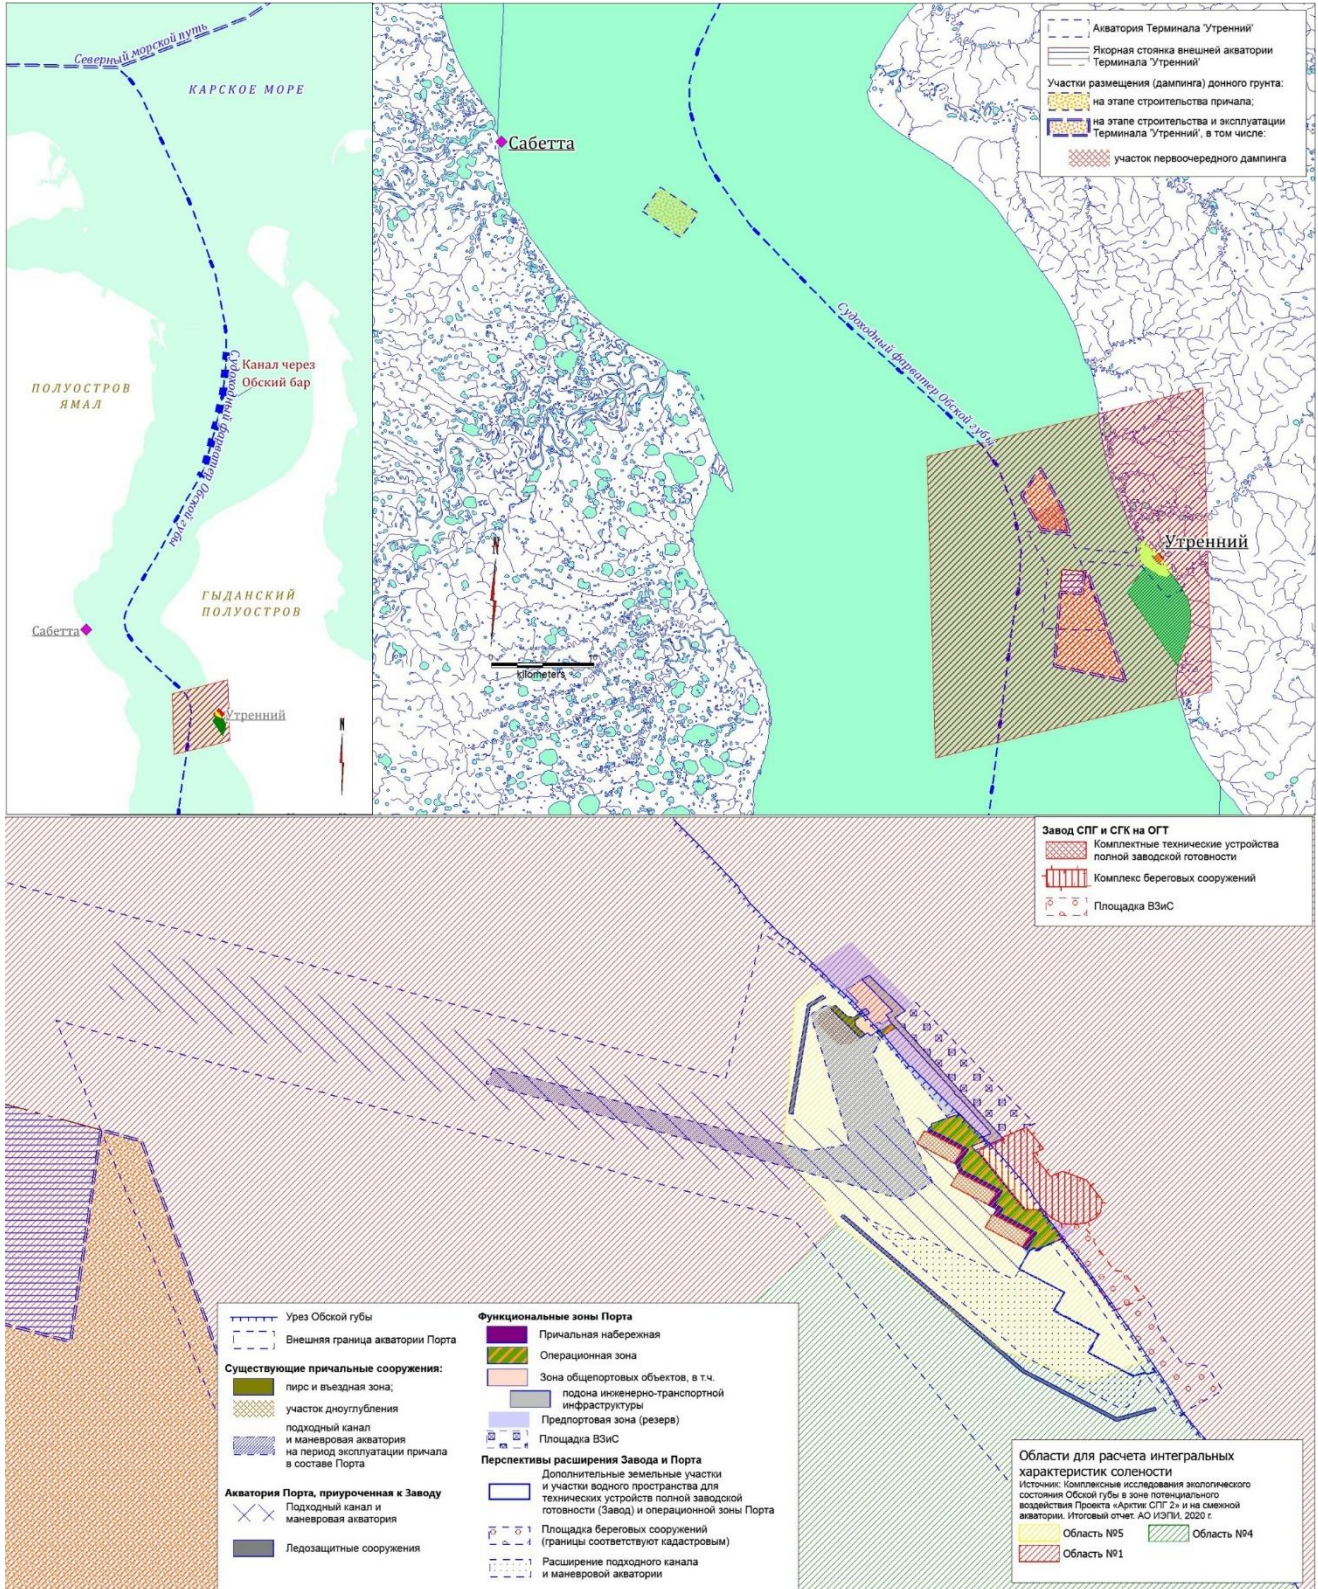 Северный морской путь
КАРСКОЕ МОРЕ
Канал через
Обский бар
Судоходный фарватер Обской губы
ПОЛУОСТРОВ
ЯМАЛ
ГЫДАНСКИЙ
ПОЛУОСТРОВ
Сабетта
Утренний
N
Сабетта
Судоходный фарватер Обской губы
Утренний
N
10
kilometers
Акватория Терминала 'Утренний'
Якорная стоянка внешней акватории
Терминала 'Утренний'
Участки размещения (дампинга) донного грунта:
на этапе строительства причала;
на этапе строительства и эксплуатации
Терминала 'Утренний', в том числе:
участок первоочередного дампинга
Завод СПГ и СГК на ОГТ
Комплектные технические устройства
полной заводской готовности
Комплекс береговых сооружений
Площадка ВЗиС
Урез Обской губы
Внешняя граница акватории Порта
Существующие причальные сооружения:
пирс и въездная зона;
участок дноуглубления
подходный канал
и маневровая акватория
на период эксплуатации причала
в составе Порта
Акватория Порта, приуроченная к Заводу
Подходный канал и
маневровая акватория
Ледозащитные сооружения
Функциональные зоны Порта
Причальная набережная
Операционная зона
Зона общепортовых объектов, в т.ч.
подона инженерно-транспортной
инфраструктуры
Предпортовая зона (резерв)
Площадка ВЗиС
Перспективы расширения Завода и Порта
Дополнительные земельные участки
и участки водного пространства для
технических устройств полной заводской
готовности (Завод) и операционной зоны Порта
Площадка береговых сооружений
(границы соответствуют кадастровым)
Расширение подходного канала
и маневровой акватории
Области для расчета интегральных
характеристик солености
Источник: Комплексные исследования экологического
состояния Обской губы в зоне потенциального
воздействия Проекта «Арктик СПГ 2» и на смежной
акватории. Итоговый отчет. АО ИЭПИ, 2020 г.
Область №5
Область №4
Область №1